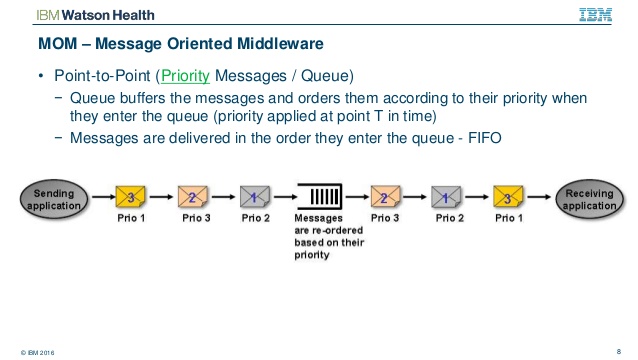 IBM Watson Health
IBM
MOM – Message Oriented Middleware
• Point-to-Point (Priority Messages / Queue)
− Queue buffers the messages and orders them according to their priority when
they enter the queue (priority applied at point T in time)
− Messages are delivered in the order they enter the queue - FIFO
Sending
application
3
Prio 1
2
Prio 3
1
Prio 2
Messages
are re-ordered
based on their
priority
2
Prio 3
1
Prio 2
3
Prio 1
Receiving
application
© IBM 2016
8